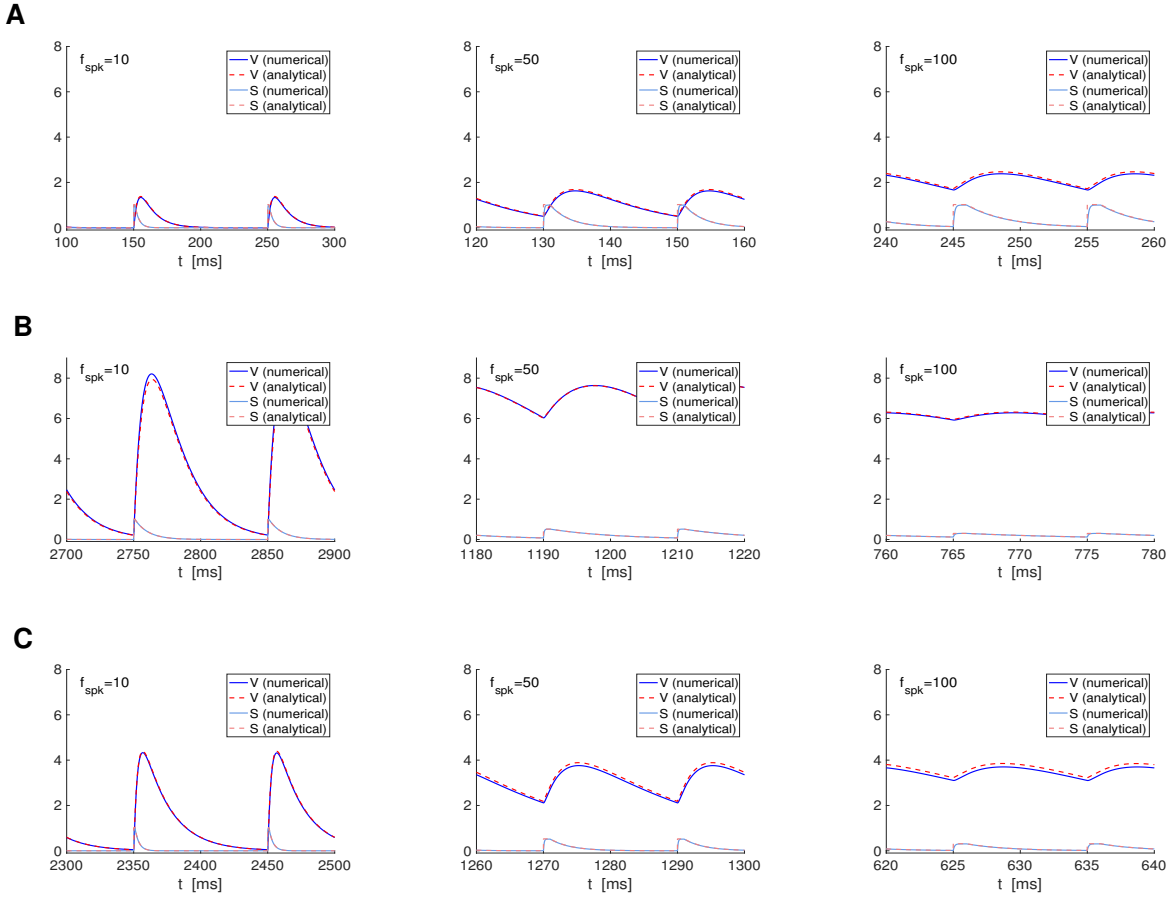 A
f_spk=10
V (numerical)
V (analytical)
S (numerical)
S (analytical)
8
6
4
2
0
100 150 200 250 300
t [ms]
f_spk=50
V (numerical)
V (analytical)
S (numerical)
S (analytical)
8
6
4
2
0
120 130 140 150 160
t [ms]
f_spk=100
V (numerical)
V (analytical)
S (numerical)
S (analytical)
8
6
4
2
0
240 245 250 255 260
t [ms]
B
f_spk=10
V (numerical)
V (analytical)
S (numerical)
S (analytical)
8
6
4
2
0
2700 2750 2800 2850 2900
t [ms]
f_spk=50
V (numerical)
V (analytical)
S (numerical)
S (analytical)
8
6
4
2
0
1180 1190 1200 1210 1220
t [ms]
f_spk=100
V (numerical)
V (analytical)
S (numerical)
S (analytical)
8
6
4
2
0
760 765 770 775 780
t [ms]
C
f_spk=10
V (numerical)
V (analytical)
S (numerical)
S (analytical)
8
6
4
2
0
2300 2350 2400 2450 2500
t [ms]
f_spk=50
V (numerical)
V (analytical)
S (numerical)
S (analytical)
8
6
4
2
0
1260 1270 1280 1290 1300
t [ms]
f_spk=100
V (numerical)
V (analytical)
S (numerical)
S (analytical)
8
6
4
2
0
620 625 630 635 640
t [ms]